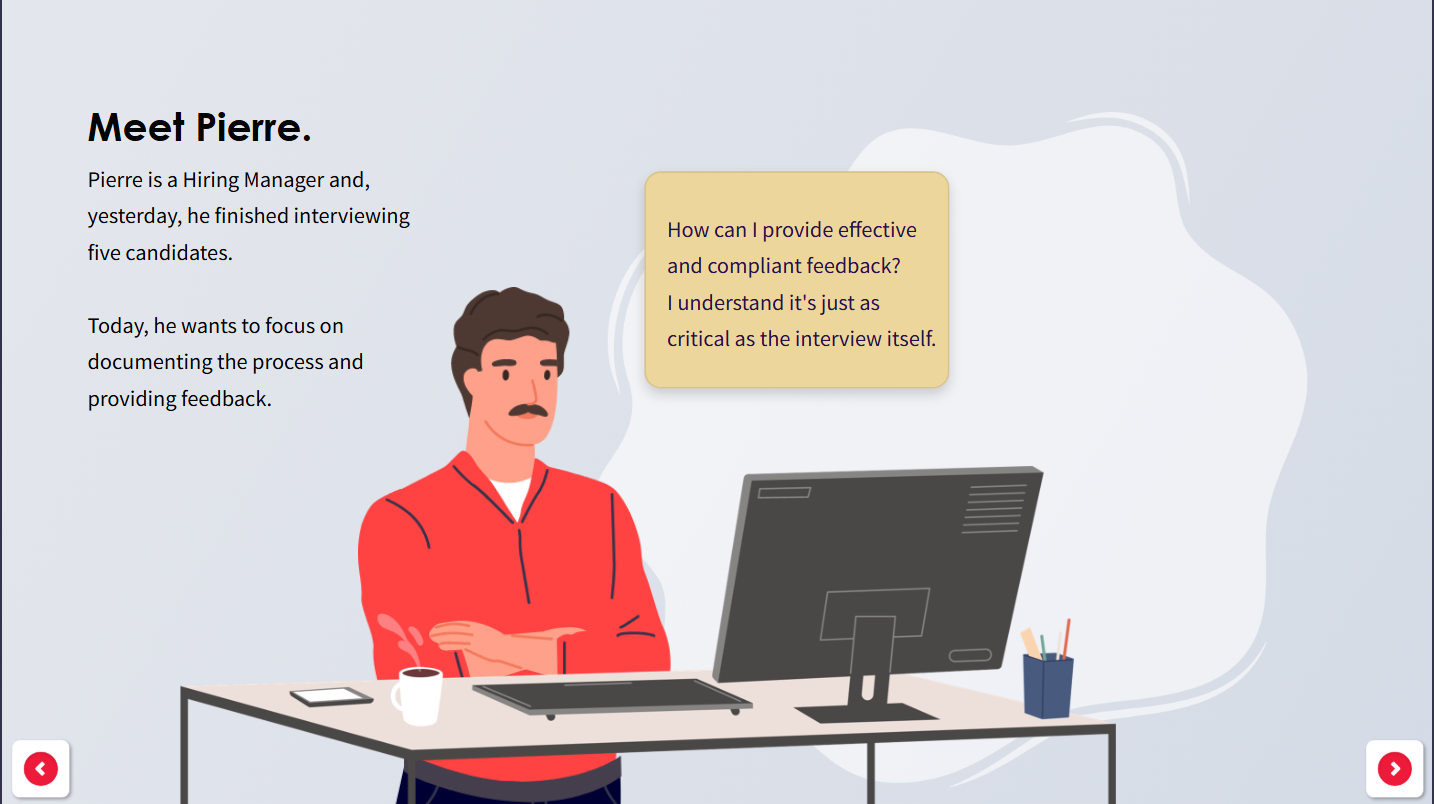 Meet Pierre.
Pierre is a Hiring Manager and,
yesterday, he finished interviewing
five candidates.
Today, he wants to focus on
documenting the process and
providing feedback.
How can I provide effective
and compliant feedback?
I understand it's just as
critical as the interview itself.